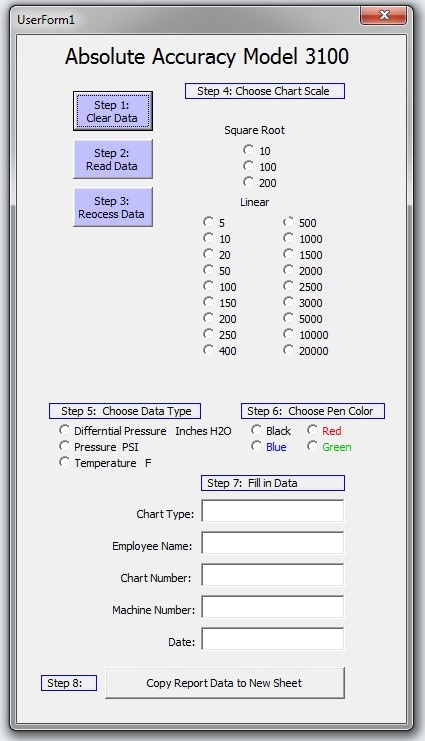 UserForm1
Absolute Accuracy Model 3100
Step 1:
Clear Data
Step 2:
Read Data
Step 3:
Reocess Data
Step 4: Choose Chart Scale
Square Root
10
100
200
Linear
5 500
10 1000
20 1500
50 2000
100 2500
150 3000
200 5000
250 10000
400 20000
Step 5: Choose Data Type
Differntial Pressure Inches H2O
Pressure PSI
Temperature F
Step 6: Choose Pen Color
Black Red
Blue Green
Step 7: Fill in Data
Chart Type:
Employee Name:
Chart Number:
Machine Number:
Date:
Step 8: Copy Report Data to New Sheet